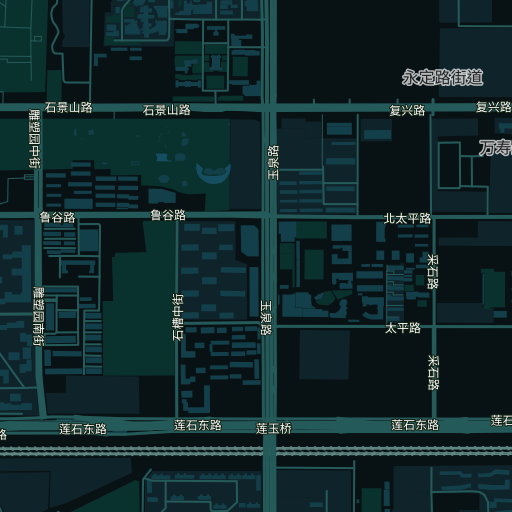 永定路街道
石景山路
石景山路
复兴路
复兴路
雕塑园中街
玉泉路
万寿
鲁谷路
鲁谷路
北太平路
采石路
雕塑园南街
石槽中街
玉泉路
太平路
采石路
莲石东路
莲石东路
莲玉桥
莲石东路
莲石
路